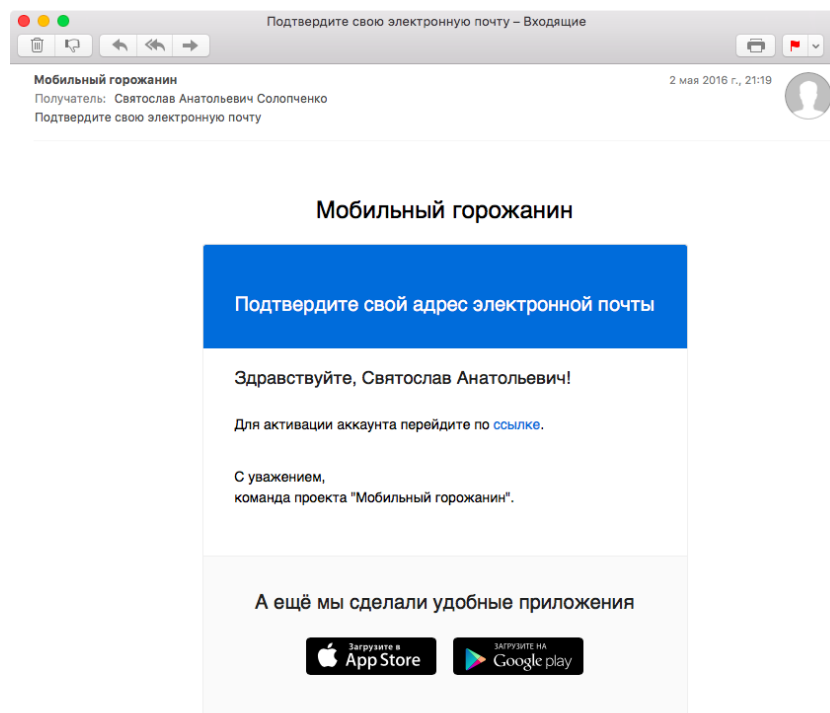 Подтвердите свою электронную почту – Входящие
Мобильный горожанин
2 мая 2016 г., 21:19
Получатель: Святослав Анатольевич Солопченко
Подтвердите свою электронную почту
Мобильный горожанин
Подтвердите свой адрес электронной почты
Здравствуйте, Святослав Анатольевич!
Для активации аккаунта перейдите по ссылке.
С уважением,
команда проекта "Мобильный горожанин".
А ещё мы сделали удобные приложения
Загрузите в
App Store
ЗАГРУЗИТЕ НА
Google play